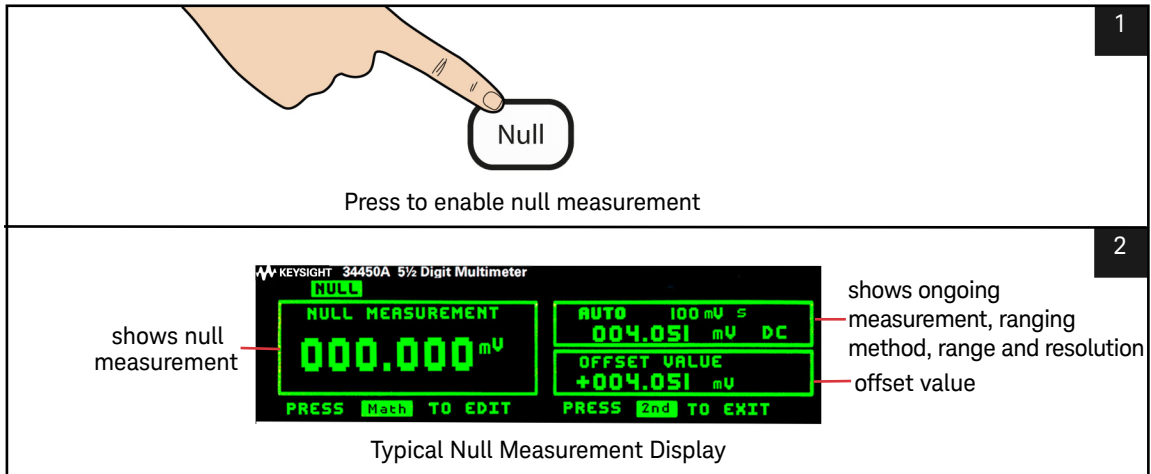 1
Null
Press to enable null measurement
2
KEYSIGHT 34450A 5½ Digit Multimeter
NULL
NULL MEASUREMENT
000.000 mV
AUTO 100 mV S
004.051 mV DC
OFFSET VALUE
+004.051 mV
PRESS Math TO EDIT
PRESS 2nd TO EXIT
shows null
measurement
shows ongoing
measurement, ranging
method, range and resolution
offset value
Typical Null Measurement Display